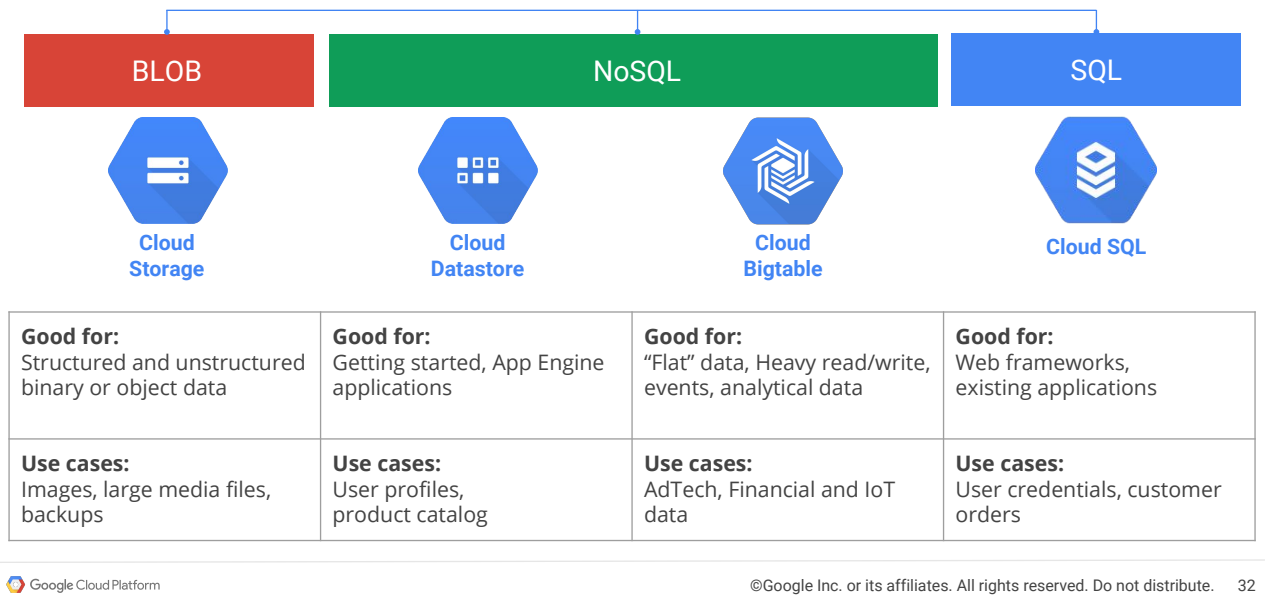 BLOB
NoSQL
SQL
Cloud
Storage
Cloud
Datastore
Cloud
Bigtable
Cloud SQL
Good for:
Structured and unstructured
binary or object data
Good for:
Getting started, App Engine
applications
Good for:
“Flat” data, Heavy read/write,
events, analytical data
Good for:
Web frameworks,
existing applications
Use cases:
Images, large media files,
backups
Use cases:
User profiles,
product catalog
Use cases:
AdTech, Financial and IoT
data
Use cases:
User credentials, customer
orders
Google Cloud Platform
©Google Inc. or its affiliates. All rights reserved. Do not distribute. 32